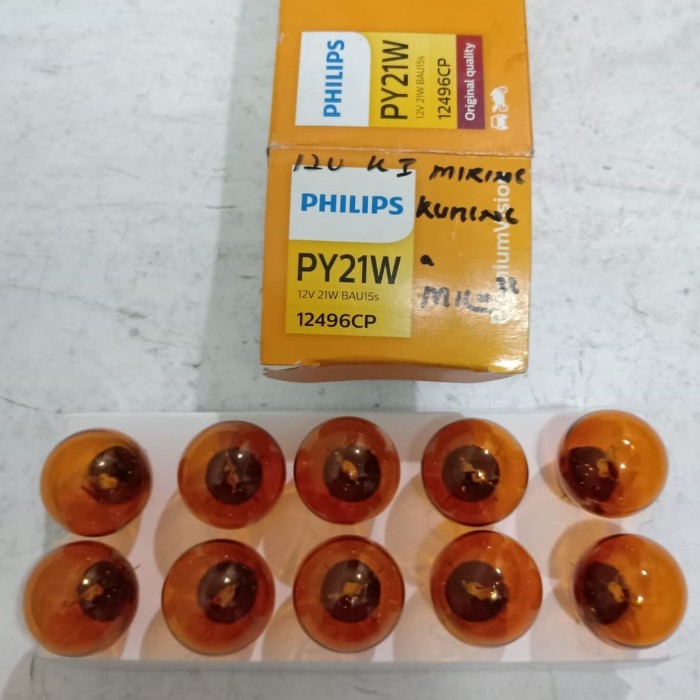 PHILIPS
PY21W
12V 21W BAU15s
12496CP
Original quality
12V KI MIRING
PHILIPS KUNING
PY21W
12V 21W BAU15s
12496CP